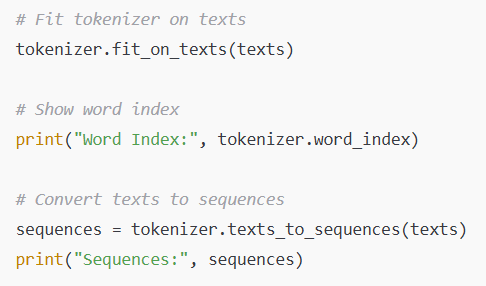 # Fit tokenizer on texts
tokenizer.fit_on_texts(texts)
# Show word index
print("Word Index:", tokenizer.word_index)
# Convert texts to sequences
sequences = tokenizer.texts_to_sequences(texts)
print("Sequences:", sequences)